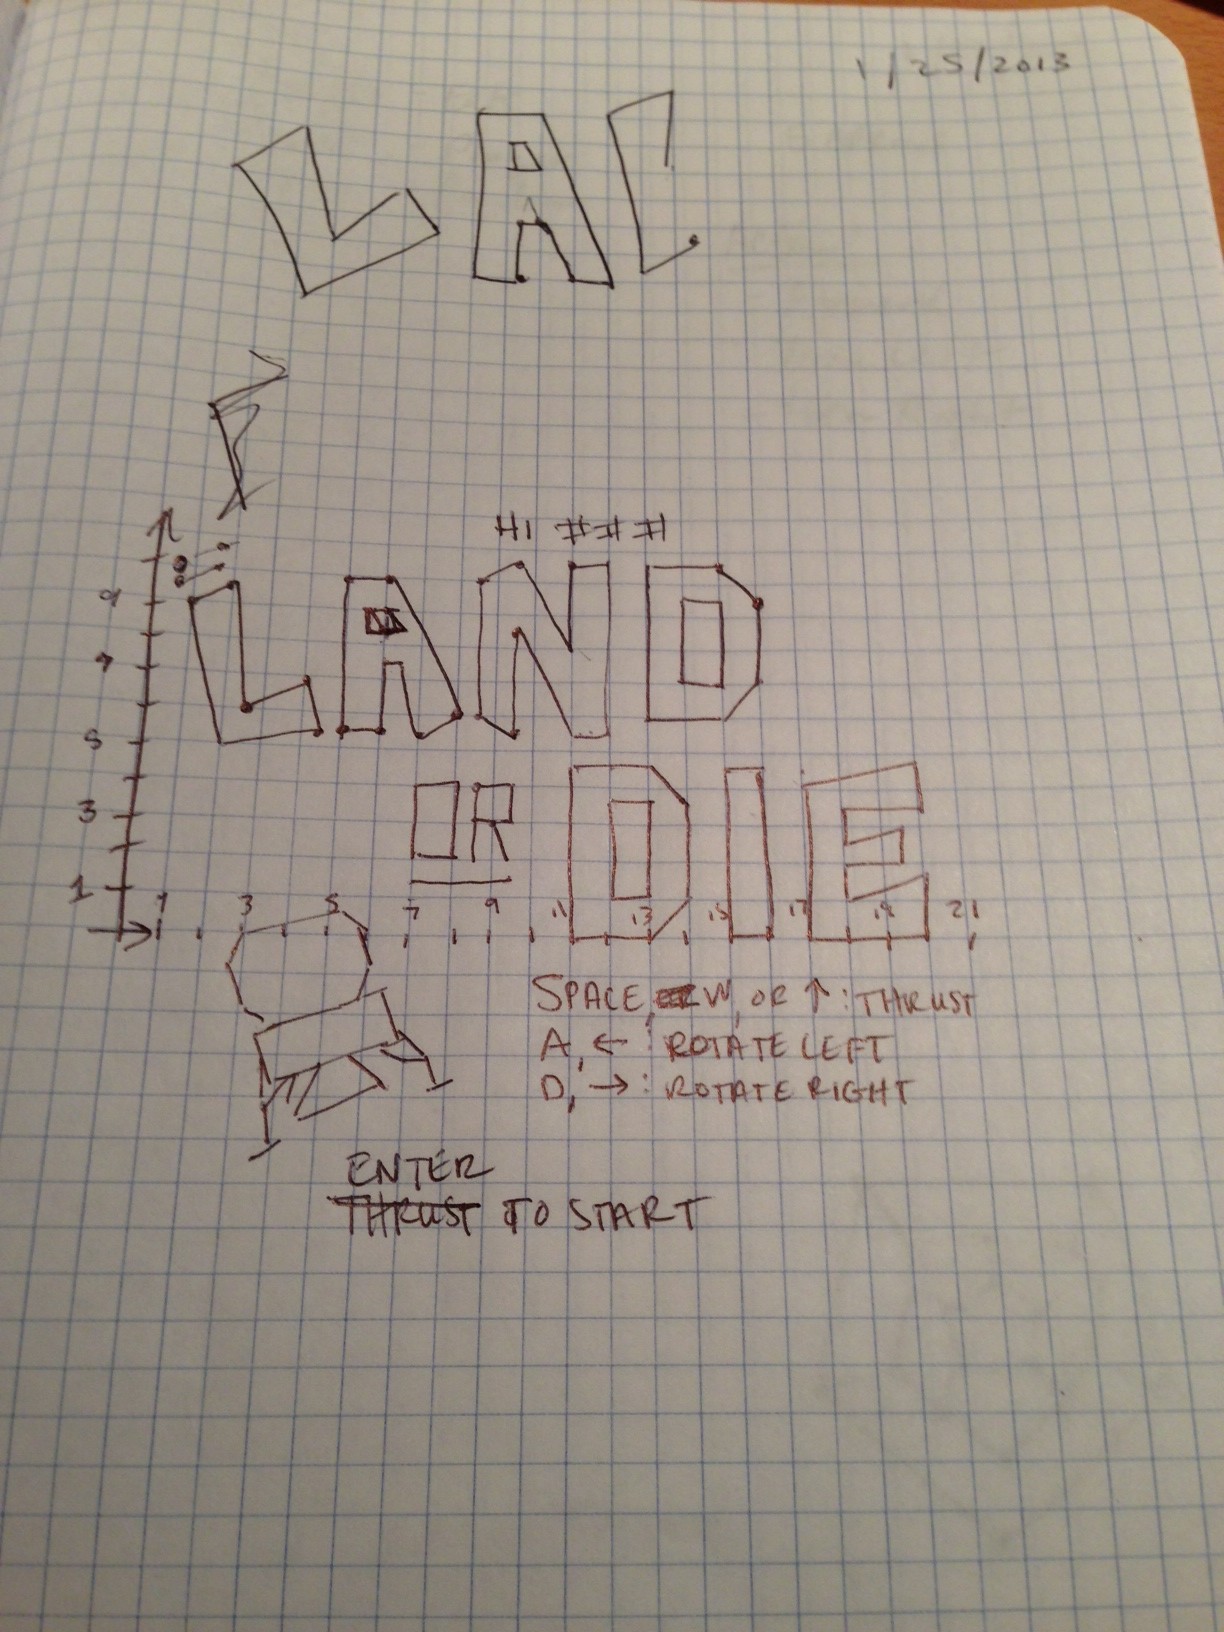 1/25/2013
LA
HI ###
LAND
9
7
5
3
1
OR DIE
1 3 5 7 9 11 13 15 17 19 21
SPACE, W, OR ↑: THRUST
A, ←: ROTATE LEFT
D, →: ROTATE RIGHT
ENTER
THRUST TO START